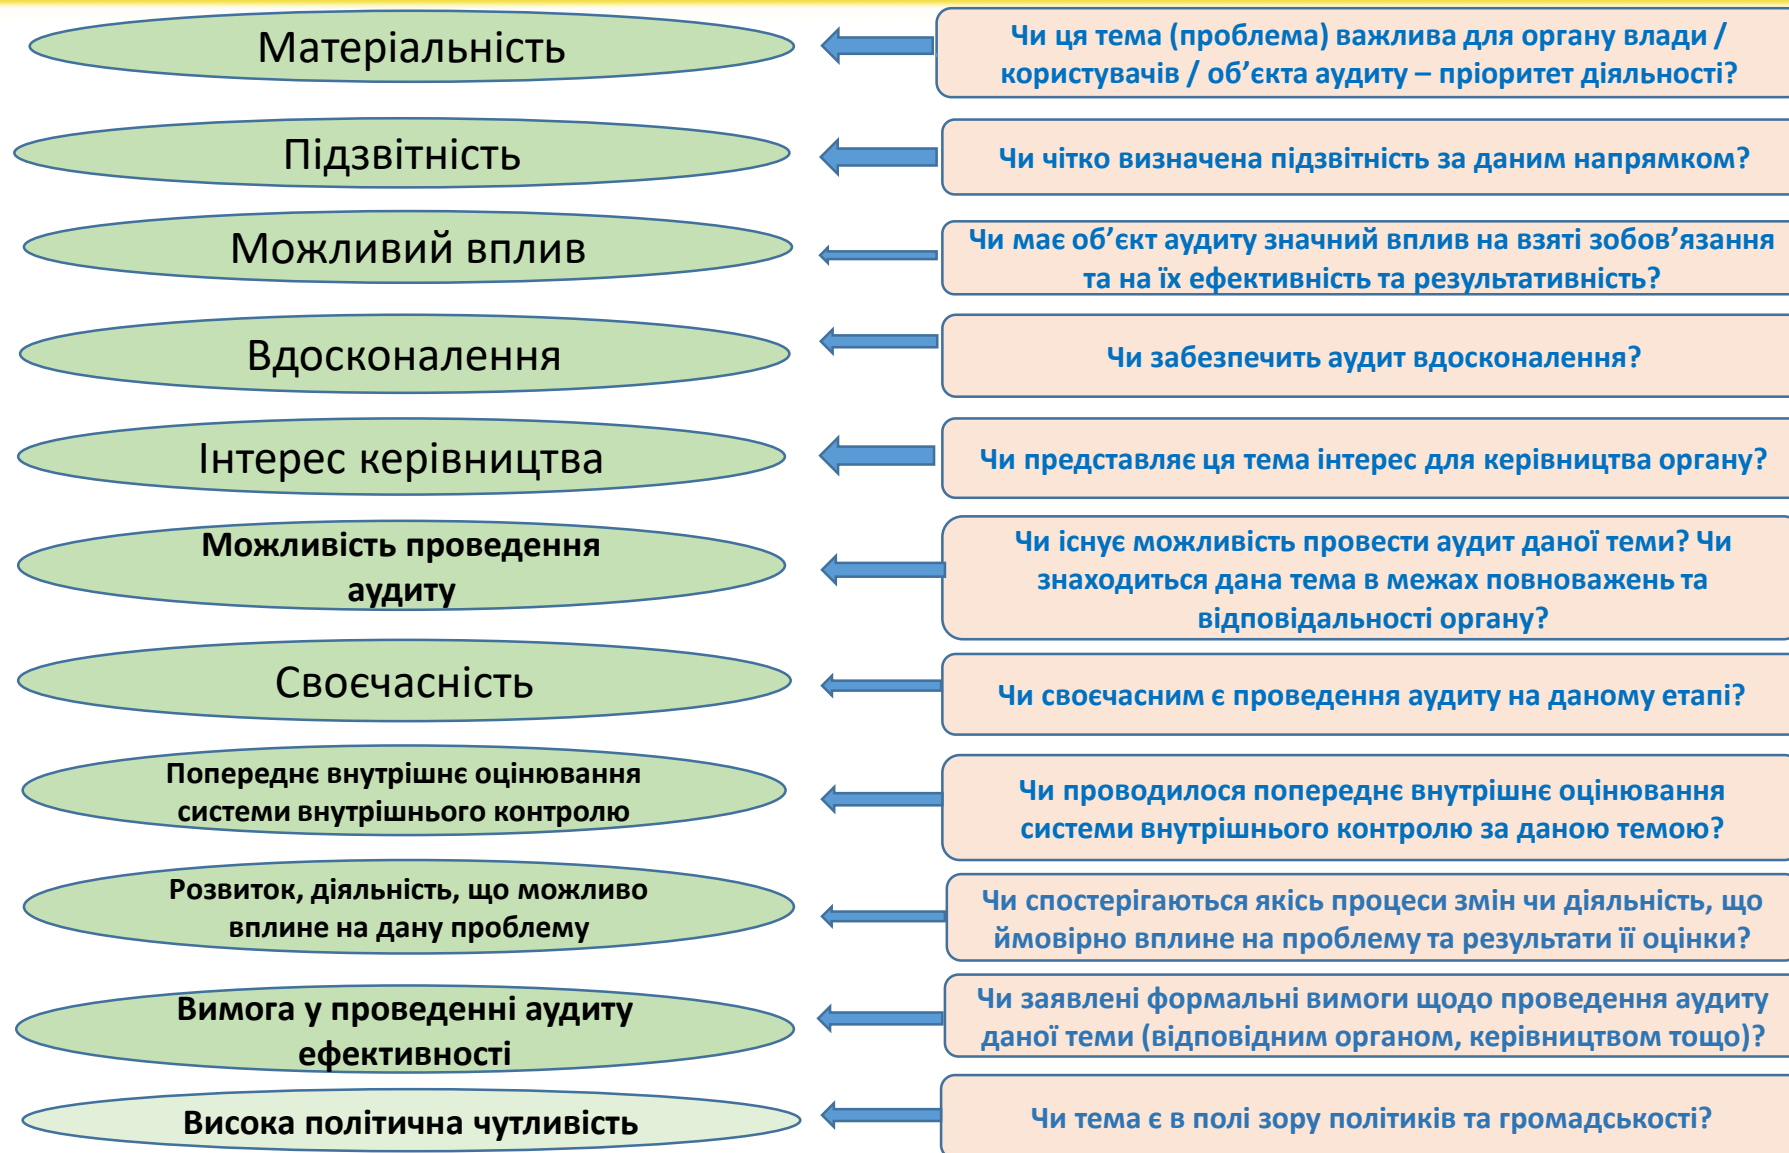 Матеріальність
Чи ця тема (проблема) важлива для органу влади /
користувачів / об’єкта аудиту – пріоритет діяльності?
Підзвітність
Чи чітко визначена підзвітність за даним напрямком?
Можливий вплив
Чи має об’єкт аудиту значний вплив на взяті зобов’язання
та на їх ефективність та результативність?
Вдосконалення
Чи забезпечить аудит вдосконалення?
Інтерес керівництва
Чи представляє ця тема інтерес для керівництва органу?
Можливість проведення
аудиту
Чи існує можливість провести аудит даної теми? Чи
знаходиться дана тема в межах повноважень та
відповідальності органу?
Своєчасність
Чи своєчасним є проведення аудиту на даному етапі?
Попереднє внутрішнє оцінювання
системи внутрішнього контролю
Чи проводилося попереднє внутрішнє оцінювання
системи внутрішнього контролю за даною темою?
Розвиток, діяльність, що можливо
вплине на дану проблему
Чи спостерігаються якісь процеси змін чи діяльність, що
ймовірно вплине на проблему та результати її оцінки?
Вимога у проведенні аудиту
ефективності
Чи заявлені формальні вимоги щодо проведення аудиту
даної теми (відповідним органом, керівництвом тощо)?
Висока політична чутливість
Чи тема є в полі зору політиків та громадськості?